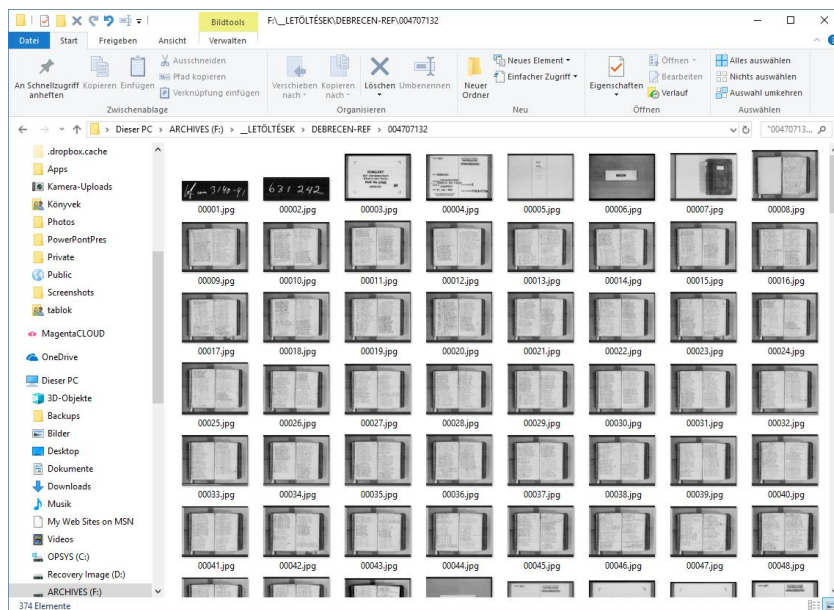 Bildtools
F:\__LETÖLTÉSEK\DEBRECEN-REF\004707132
Datei
Start
Freigeben
Ansicht
Verwalten
An Schnellzugriff anheften
Kopieren
Einfügen
Ausschneiden
Pfad kopieren
Verknüpfung einfügen
Zwischenablage
Verschieben nach
Kopieren nach
Löschen
Umbenennen
Organisieren
Neuer Ordner
Neues Element
Einfacher Zugriff
Neu
Eigenschaften
Öffnen
Bearbeiten
Verlauf
Öffnen
Alles auswählen
Nichts auswählen
Auswahl umkehren
Auswählen
Dieser PC > ARCHIVES (F:) > __LETÖLTÉSEK > DEBRECEN-REF > 004707132
"00470713...
.dropbox.cache
Apps
Kamera-Uploads
Könyvek
Photos
PowerPontPres
Private
Public
Screenshots
tablok
MagentaCLOUD
OneDrive
Dieser PC
3D-Objekte
Backups
Bilder
Desktop
Dokumente
Downloads
Musik
My Web Sites on MSN
Videos
OPSYS (C:)
Recovery Image (D:)
ARCHIVES (F:)
631 242
HUNGARY
BEGIN
00001.jpg 00002.jpg 00003.jpg 00004.jpg 00005.jpg 00006.jpg 00007.jpg 00008.jpg
00009.jpg 00010.jpg 00011.jpg 00012.jpg 00013.jpg 00014.jpg 00015.jpg 00016.jpg
00017.jpg 00018.jpg 00019.jpg 00020.jpg 00021.jpg 00022.jpg 00023.jpg 00024.jpg
00025.jpg 00026.jpg 00027.jpg 00028.jpg 00029.jpg 00030.jpg 00031.jpg 00032.jpg
00033.jpg 00034.jpg 00035.jpg 00036.jpg 00037.jpg 00038.jpg 00039.jpg 00040.jpg
00041.jpg 00042.jpg 00043.jpg 00044.jpg 00045.jpg 00046.jpg 00047.jpg 00048.jpg
374 Elemente